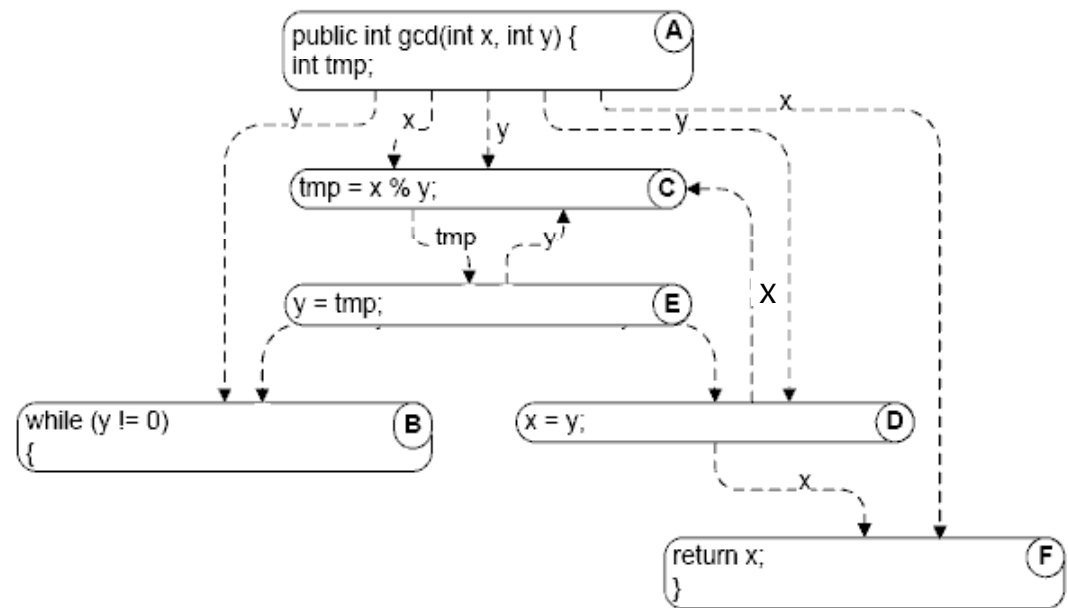 public int gcd(int x, int y) {
int tmp;
A
y
x
y
y
x
tmp = x % y;
C
tmp
y
x
y = tmp;
E
while (y != 0)
{
B
x = y;
D
x
return x;
}
F